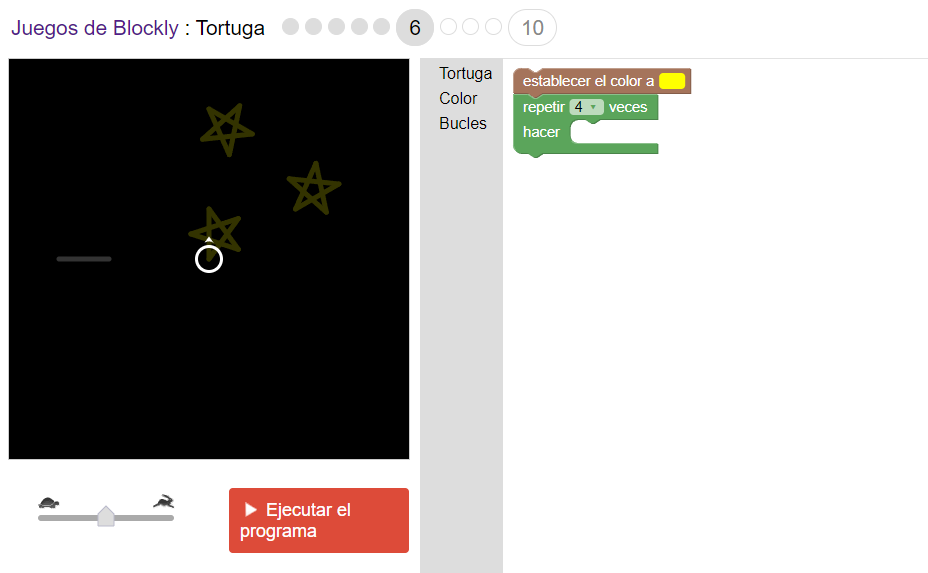 Juegos de Blockly : Tortuga 6 10
Tortuga
Color
Bucles
establecer el color a
repetir 4 veces
hacer
Ejecutar el
programa